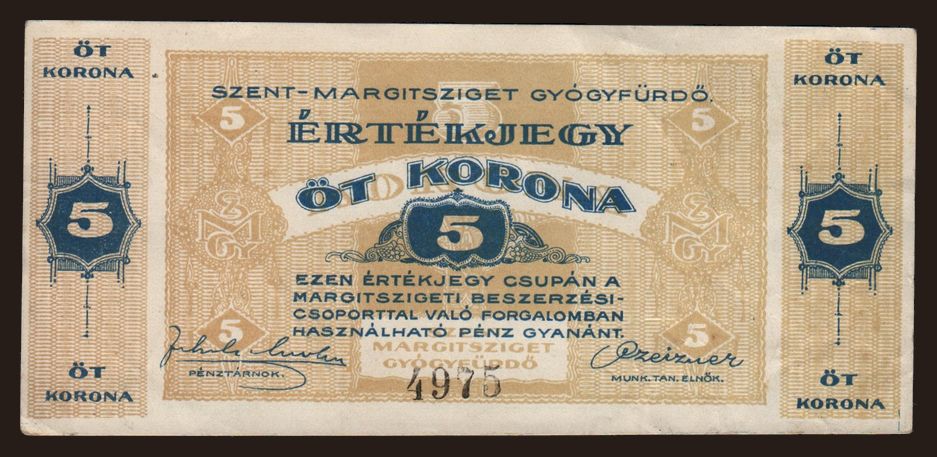 ÖT
KORONA
5
ÖT
KORONA
SZENT-MARGITSZIGET GYÓGYFÜRDŐ.
5
5
5
ÉRTÉKJEGY
ÖT KORONA
5
EZEN ÉRTÉKJEGY CSUPÁN A
MARGITSZIGETI BESZERZÉSI-
CSOPORTTAL VALÓ FORGALOMBAN
HASZNÁLHATÓ PÉNZ GYANÁNT.
5
5
MARGITSZIGET
GYÓGYFÜRDŐ
PÉNZTÁRNOK.
4975
MUNK. TAN. ELNÖK.
ÖT
KORONA
5
ÖT
KORONA